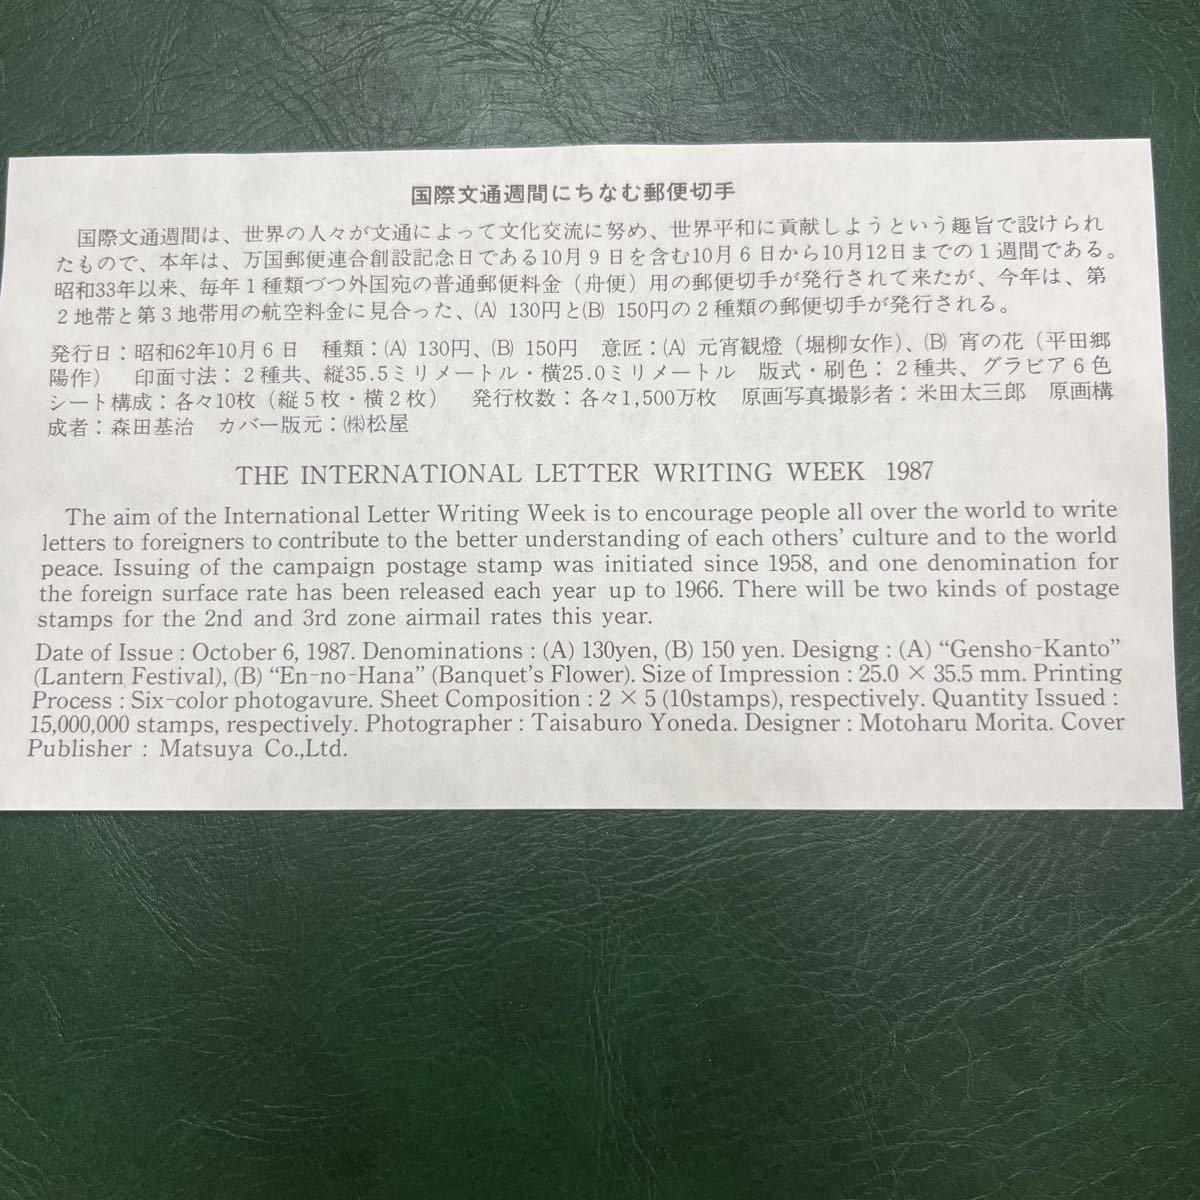 国際文通週間にちなむ郵便切手
国際文通週間は、世界の人々が文通によって文化交流に努め、世界平和に貢献しようという趣旨で設けられ
たもので、本年は、万国郵便連合創設記念日である10月9日を含む10月6日から10月12日までの1週間である。
昭和33年以来、毎年1種類づつ外国宛の普通郵便料金（舟便）用の郵便切手が発行されて来たが、今年は、第
2地帯と第3地帯用の航空料金に見合った、(A) 130円と(B) 150円の2種類の郵便切手が発行される。
発行日：昭和62年10月6日　種類：(A) 130円、(B) 150円　意匠：(A) 元宵観燈（堀柳女作）、(B) 宵の花（平田郷
陽作）　印面寸法：2種共、縦35.5ミリメートル・横25.0ミリメートル　版式・刷色：2種共、グラビア6色
シート構成：各々10枚（縦5枚・横2枚）　発行枚数：各々1,500万枚　原画写真撮影者：米田太三郎　原画構
成者：森田基治　カバー版元：㈱松屋
THE INTERNATIONAL LETTER WRITING WEEK 1987
The aim of the International Letter Writing Week is to encourage people all over the world to write
letters to foreigners to contribute to the better understanding of each others' culture and to the world
peace. Issuing of the campaign postage stamp was initiated since 1958, and one denomination for
the foreign surface rate has been released each year up to 1966. There will be two kinds of postage
stamps for the 2nd and 3rd zone airmail rates this year.
Date of Issue : October 6, 1987. Denominations : (A) 130yen, (B) 150 yen. Designg : (A) “Gensho-Kanto”
(Lantern Festival), (B) “En-no-Hana” (Banquet's Flower). Size of Impression : 25.0 × 35.5 mm. Printing
Process : Six-color photogavure. Sheet Composition : 2 × 5 (10stamps), respectively. Quantity Issued :
15,000,000 stamps, respectively. Photographer : Taisaburo Yoneda. Designer : Motoharu Morita. Cover
Publisher : Matsuya Co.,Ltd.